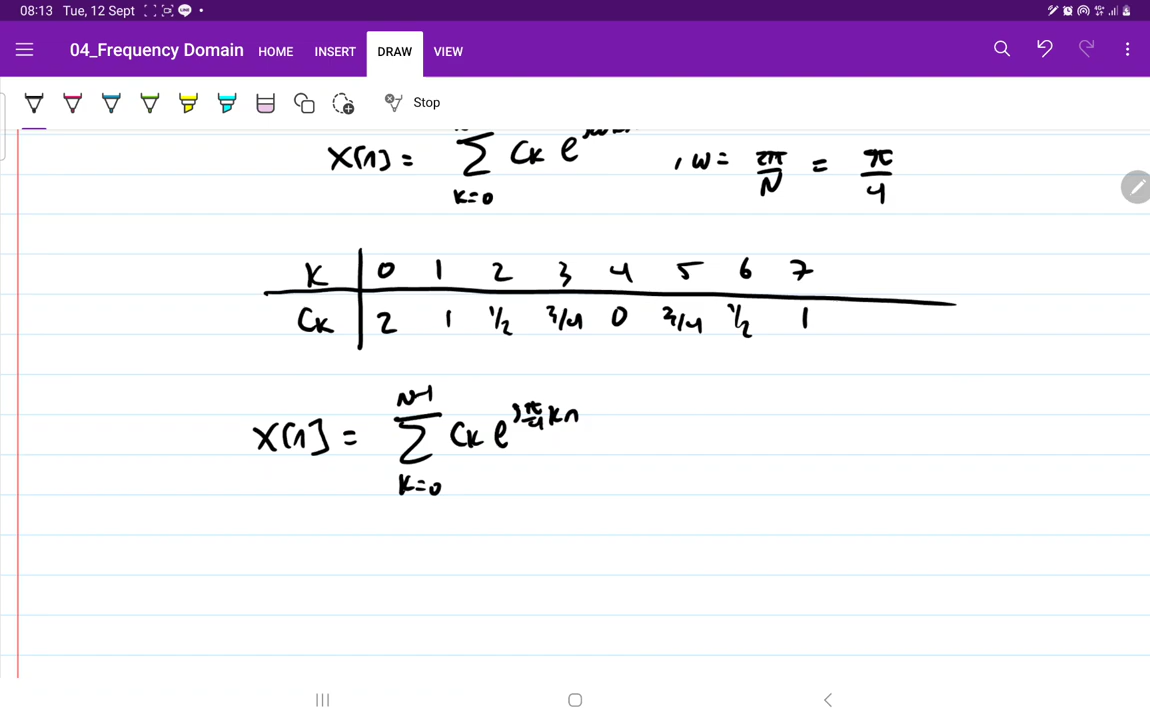 08:13 Tue, 12 Sept
04_Frequency Domain HOME INSERT DRAW VIEW
Stop
X[n] = Σ Ck e , ω = 2π/N = π/4
k=0
K 0 1 2 3 4 5 6 7
Ck 2 1 1/2 3/4 0 3/4 1/2 1
N-1
X[n] = Σ Ck e^jπ/4 kn
k=0